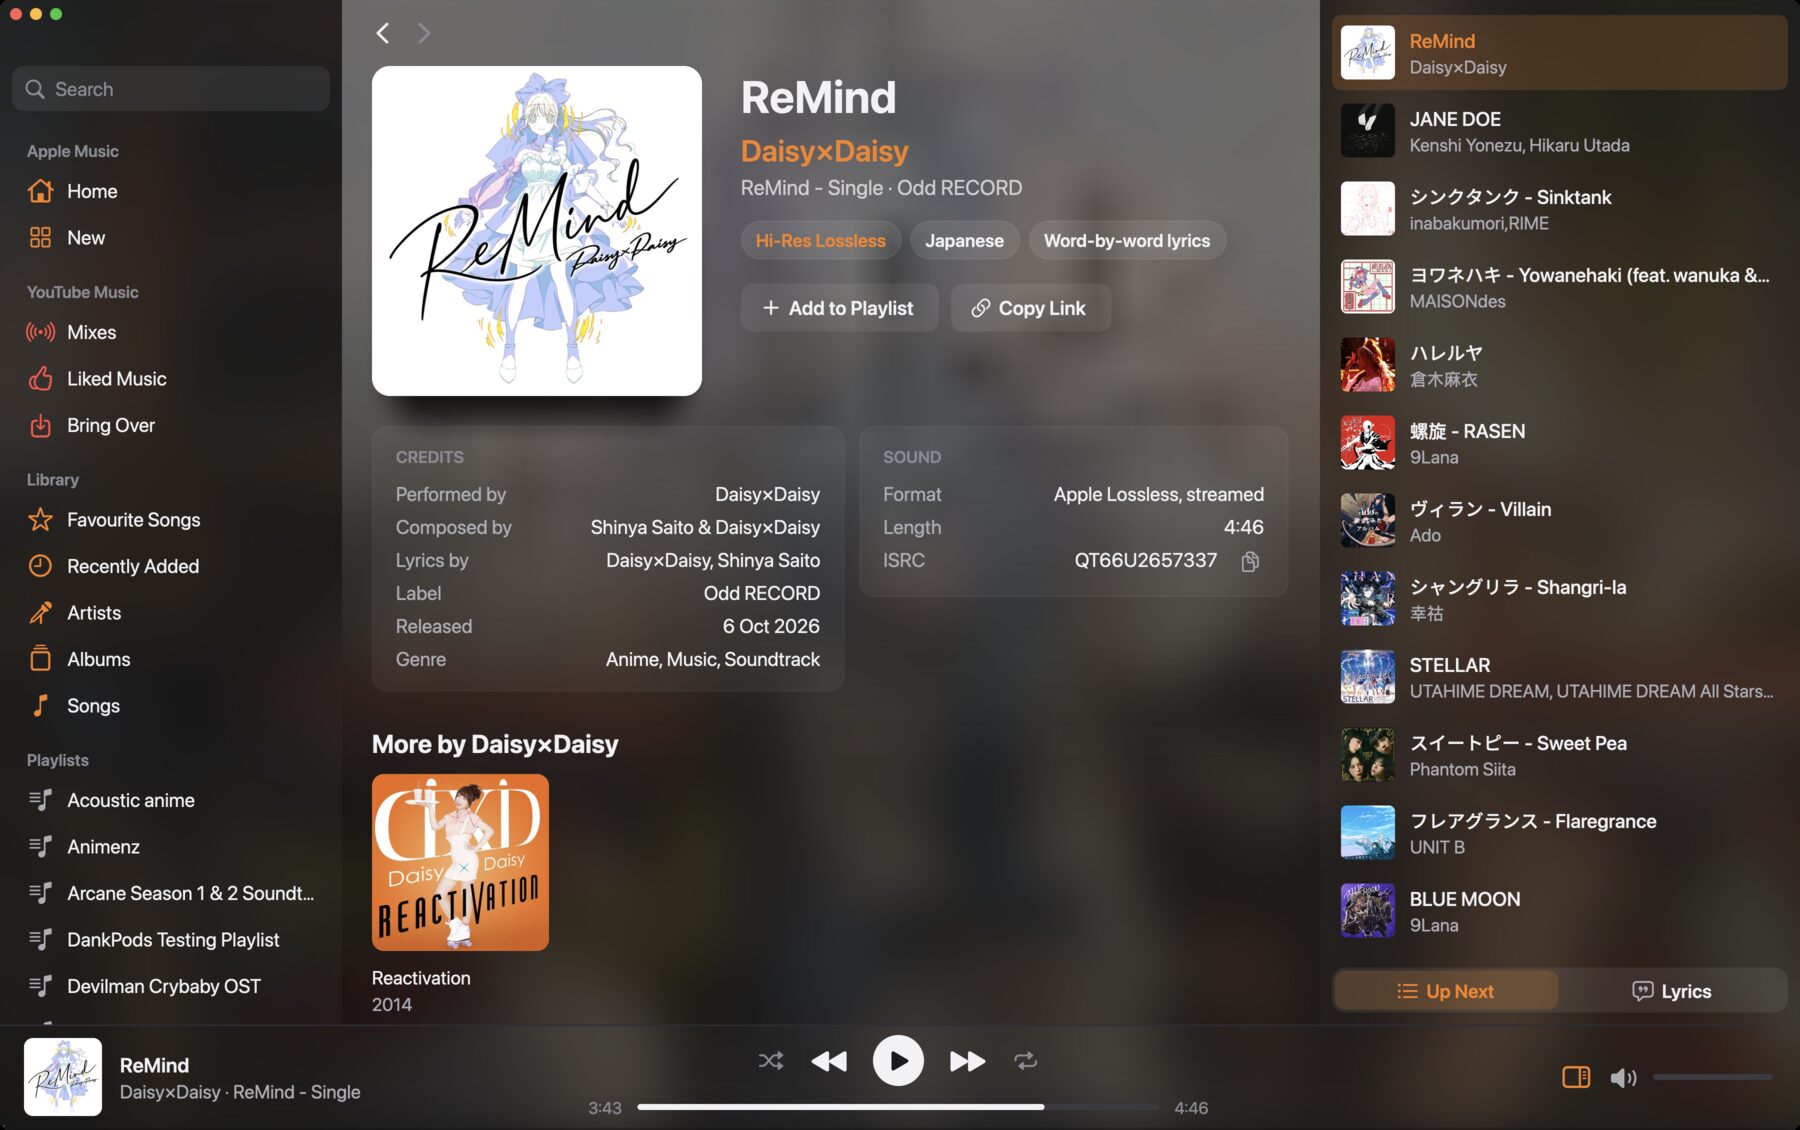 Search
Apple Music
Home
New
YouTube Music
Mixes
Liked Music
Bring Over
Library
Favourite Songs
Recently Added
Artists
Albums
Songs
Playlists
Acoustic anime
Animenz
Arcane Season 1 & 2 Soundt...
DankPods Testing Playlist
Devilman Crybaby OST
ReMind
Daisy×Daisy
ReMind
Daisy×Daisy
ReMind - Single · Odd RECORD
Hi-Res Lossless
Japanese
Word-by-word lyrics
+ Add to Playlist
Copy Link
CREDITS
Performed by Daisy×Daisy
Composed by Shinya Saito & Daisy×Daisy
Lyrics by Daisy×Daisy, Shinya Saito
Label Odd RECORD
Released 6 Oct 2026
Genre Anime, Music, Soundtrack
SOUND
Format Apple Lossless, streamed
Length 4:46
ISRC QT66U2657337
More by Daisy×Daisy
DXD
Daisy × Daisy
REACTIVATION
Reactivation
2014
ReMind
Daisy×Daisy
JANE DOE
Kenshi Yonezu, Hikaru Utada
シンクタンク - Sinktank
inabakumori,RIME
ヨワネハキ - Yowanehaki (feat. wanuka &...
MAISONdes
ハレルヤ
倉木麻衣
螺旋 - RASEN
9Lana
ヴィラン - Villain
Ado
シャングリラ - Shangri-la
幸祜
STELLAR
UTAHIME DREAM, UTAHIME DREAM All Stars...
スイートピー - Sweet Pea
Phantom Siita
フレアグランス - Flaregrance
UNIT B
BLUE MOON
9Lana
Up Next
Lyrics
ReMind
Daisy×Daisy · ReMind - Single
3:43
4:46